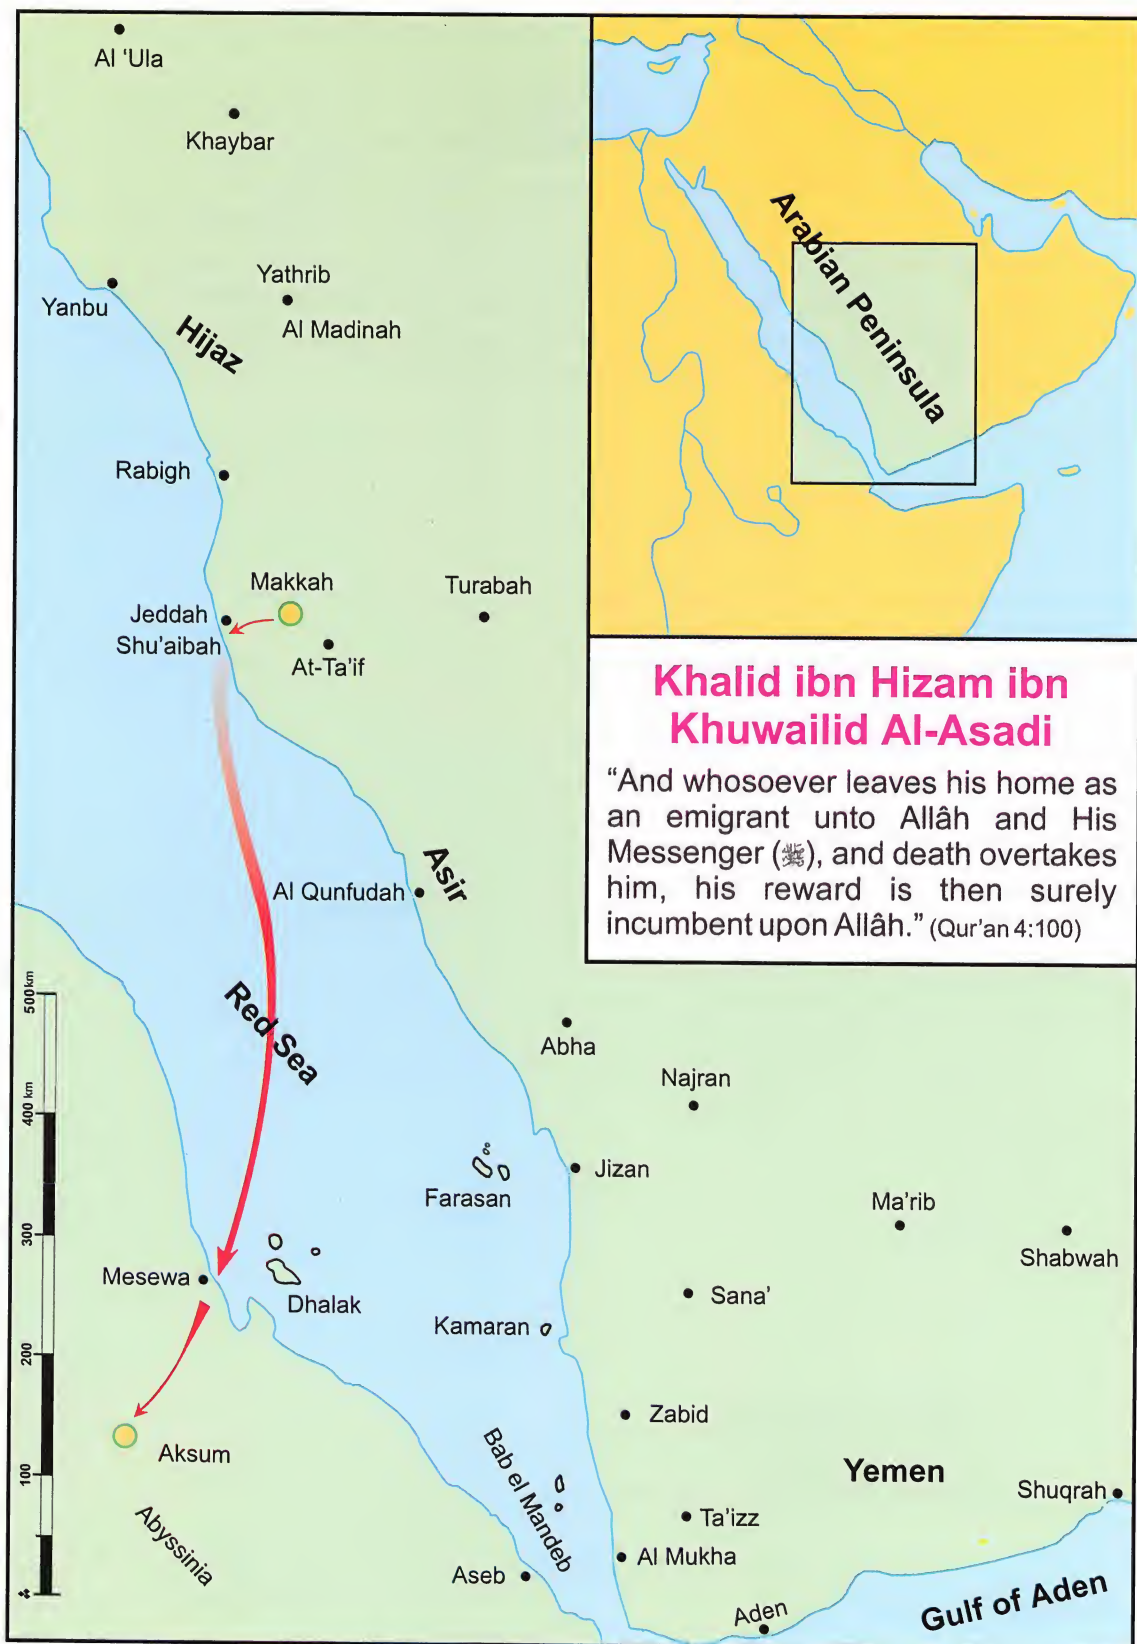 Al 'Ula
Khaybar
Yathrib
Al Madinah
Yanbu
Hijaz
Rabigh
Makkah
Turabah
Jeddah
Shu'aibah
At-Ta'if
Al Qunfudah
Asir
Red Sea
Abha
Najran
Jizan
Farasan
Ma'rib
Shabwah
Mesewa
Dhalak
Sana'
Kamaran
Zabid
Aksum
Abyssinia
Bab el Mandeb
Yemen
Shuqrah
Ta'izz
Al Mukha
Aseb
Aden
Gulf of Aden
500km
400 km
300
200
100
Arabian Peninsula
Khalid ibn Hizam ibn
Khuwailid Al-Asadi
“And whosoever leaves his home as
an emigrant unto Allâh and His
Messenger (ﷺ), and death overtakes
him, his reward is then surely
incumbent upon Allâh.” (Qur'an 4:100)